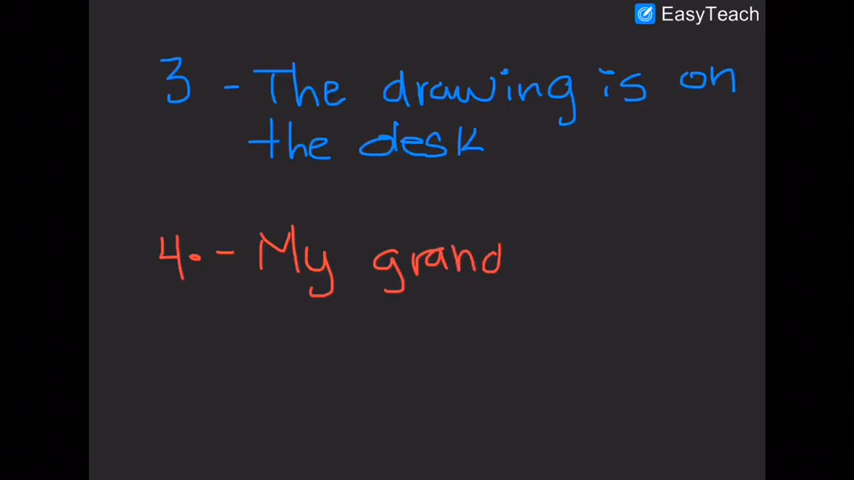 EasyTeach
3 - The drawing is on
the desk
4. - My grand